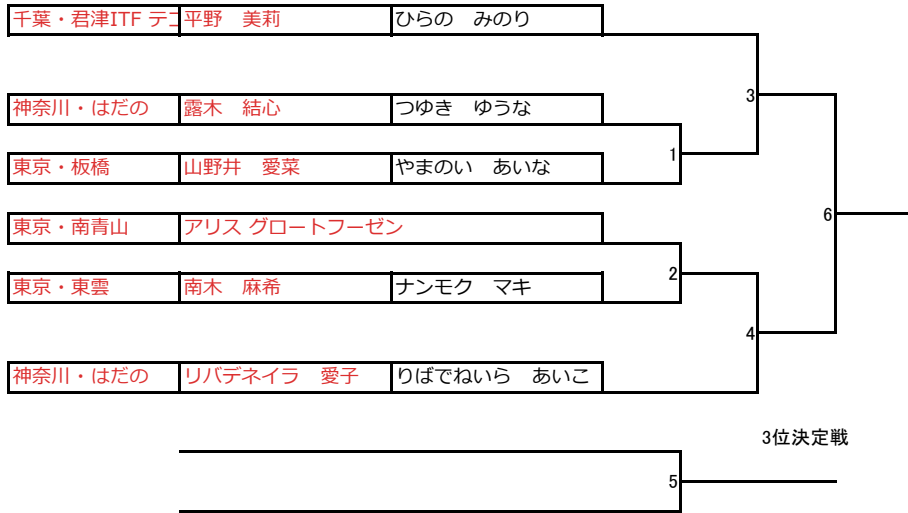 千葉・君津ITF テコ 平野 美莉 ひらの みのり
3
神奈川・はだの 露木 結心 つゆき ゆうな
1
東京・板橋 山野井 愛菜 やまのい あいな
6
東京・南青山 アリス グロートフーゼン
2
東京・東雲 南木 麻希 ナンモク マキ
4
神奈川・はだの リバデネイラ 愛子 りばでねいら あいこ
3位決定戦
5